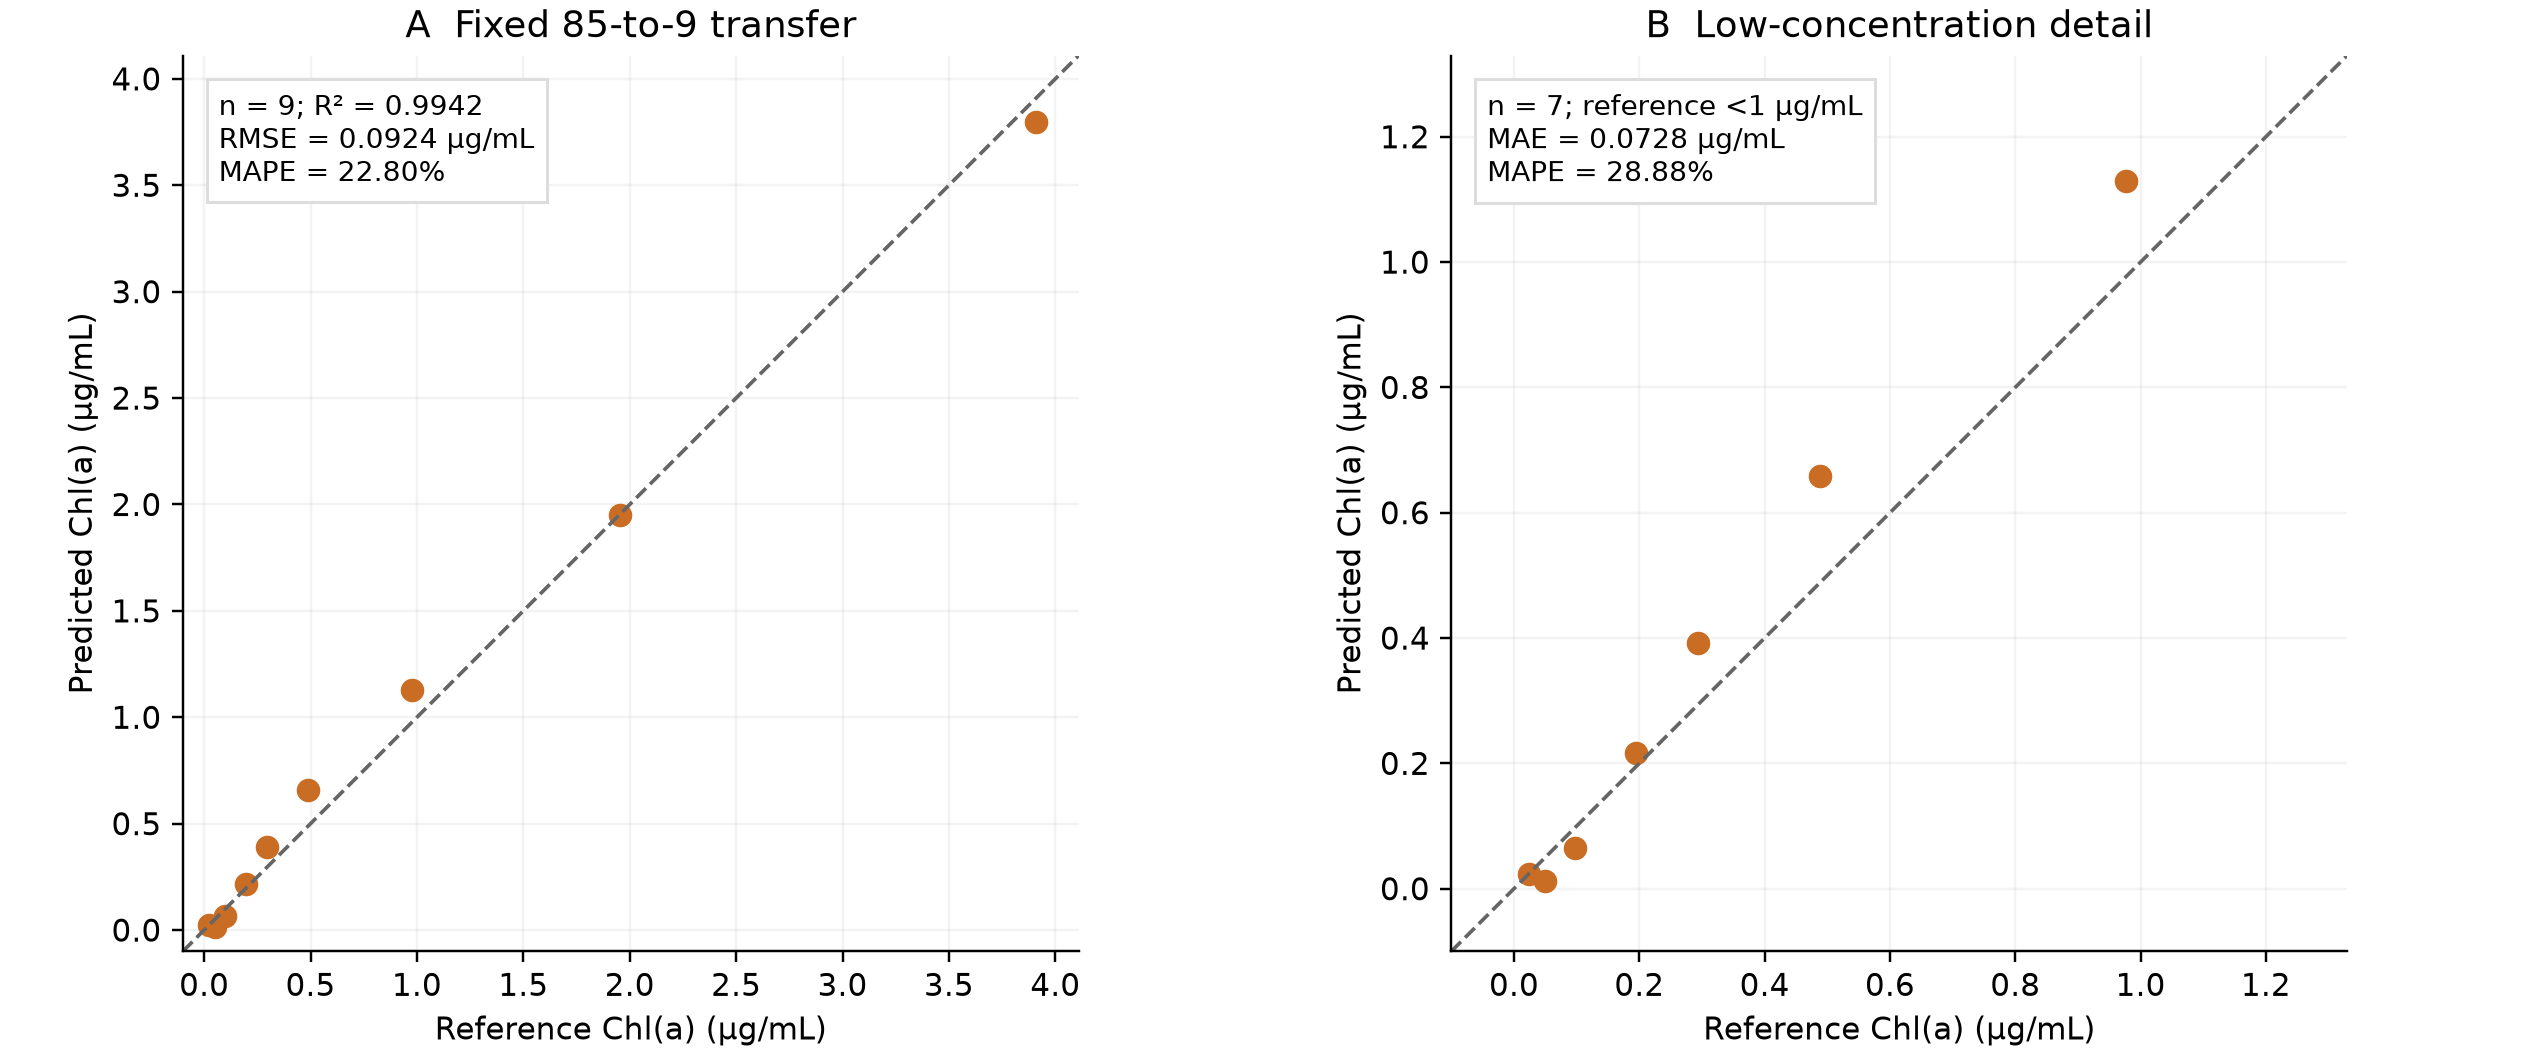 A  Fixed 85-to-9 transfer
n = 9; R² = 0.9942
RMSE = 0.0924 µg/mL
MAPE = 22.80%
Predicted Chl(a) (µg/mL)
4.0
3.5
3.0
2.5
2.0
1.5
1.0
0.5
0.0
0.0 0.5 1.0 1.5 2.0 2.5 3.0 3.5 4.0
Reference Chl(a) (µg/mL)
B  Low-concentration detail
n = 7; reference <1 µg/mL
MAE = 0.0728 µg/mL
MAPE = 28.88%
Predicted Chl(a) (µg/mL)
1.2
1.0
0.8
0.6
0.4
0.2
0.0
0.0 0.2 0.4 0.6 0.8 1.0 1.2
Reference Chl(a) (µg/mL)